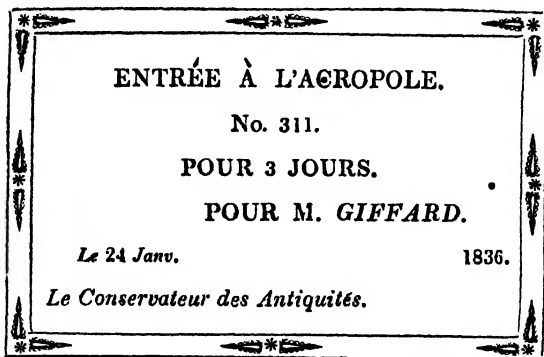 ENTRÉE À L'ACROPOLE.
No. 311.
POUR 3 JOURS.
POUR M. GIFFARD.
Le 24 Janv. 1836.
Le Conservateur des Antiquités.